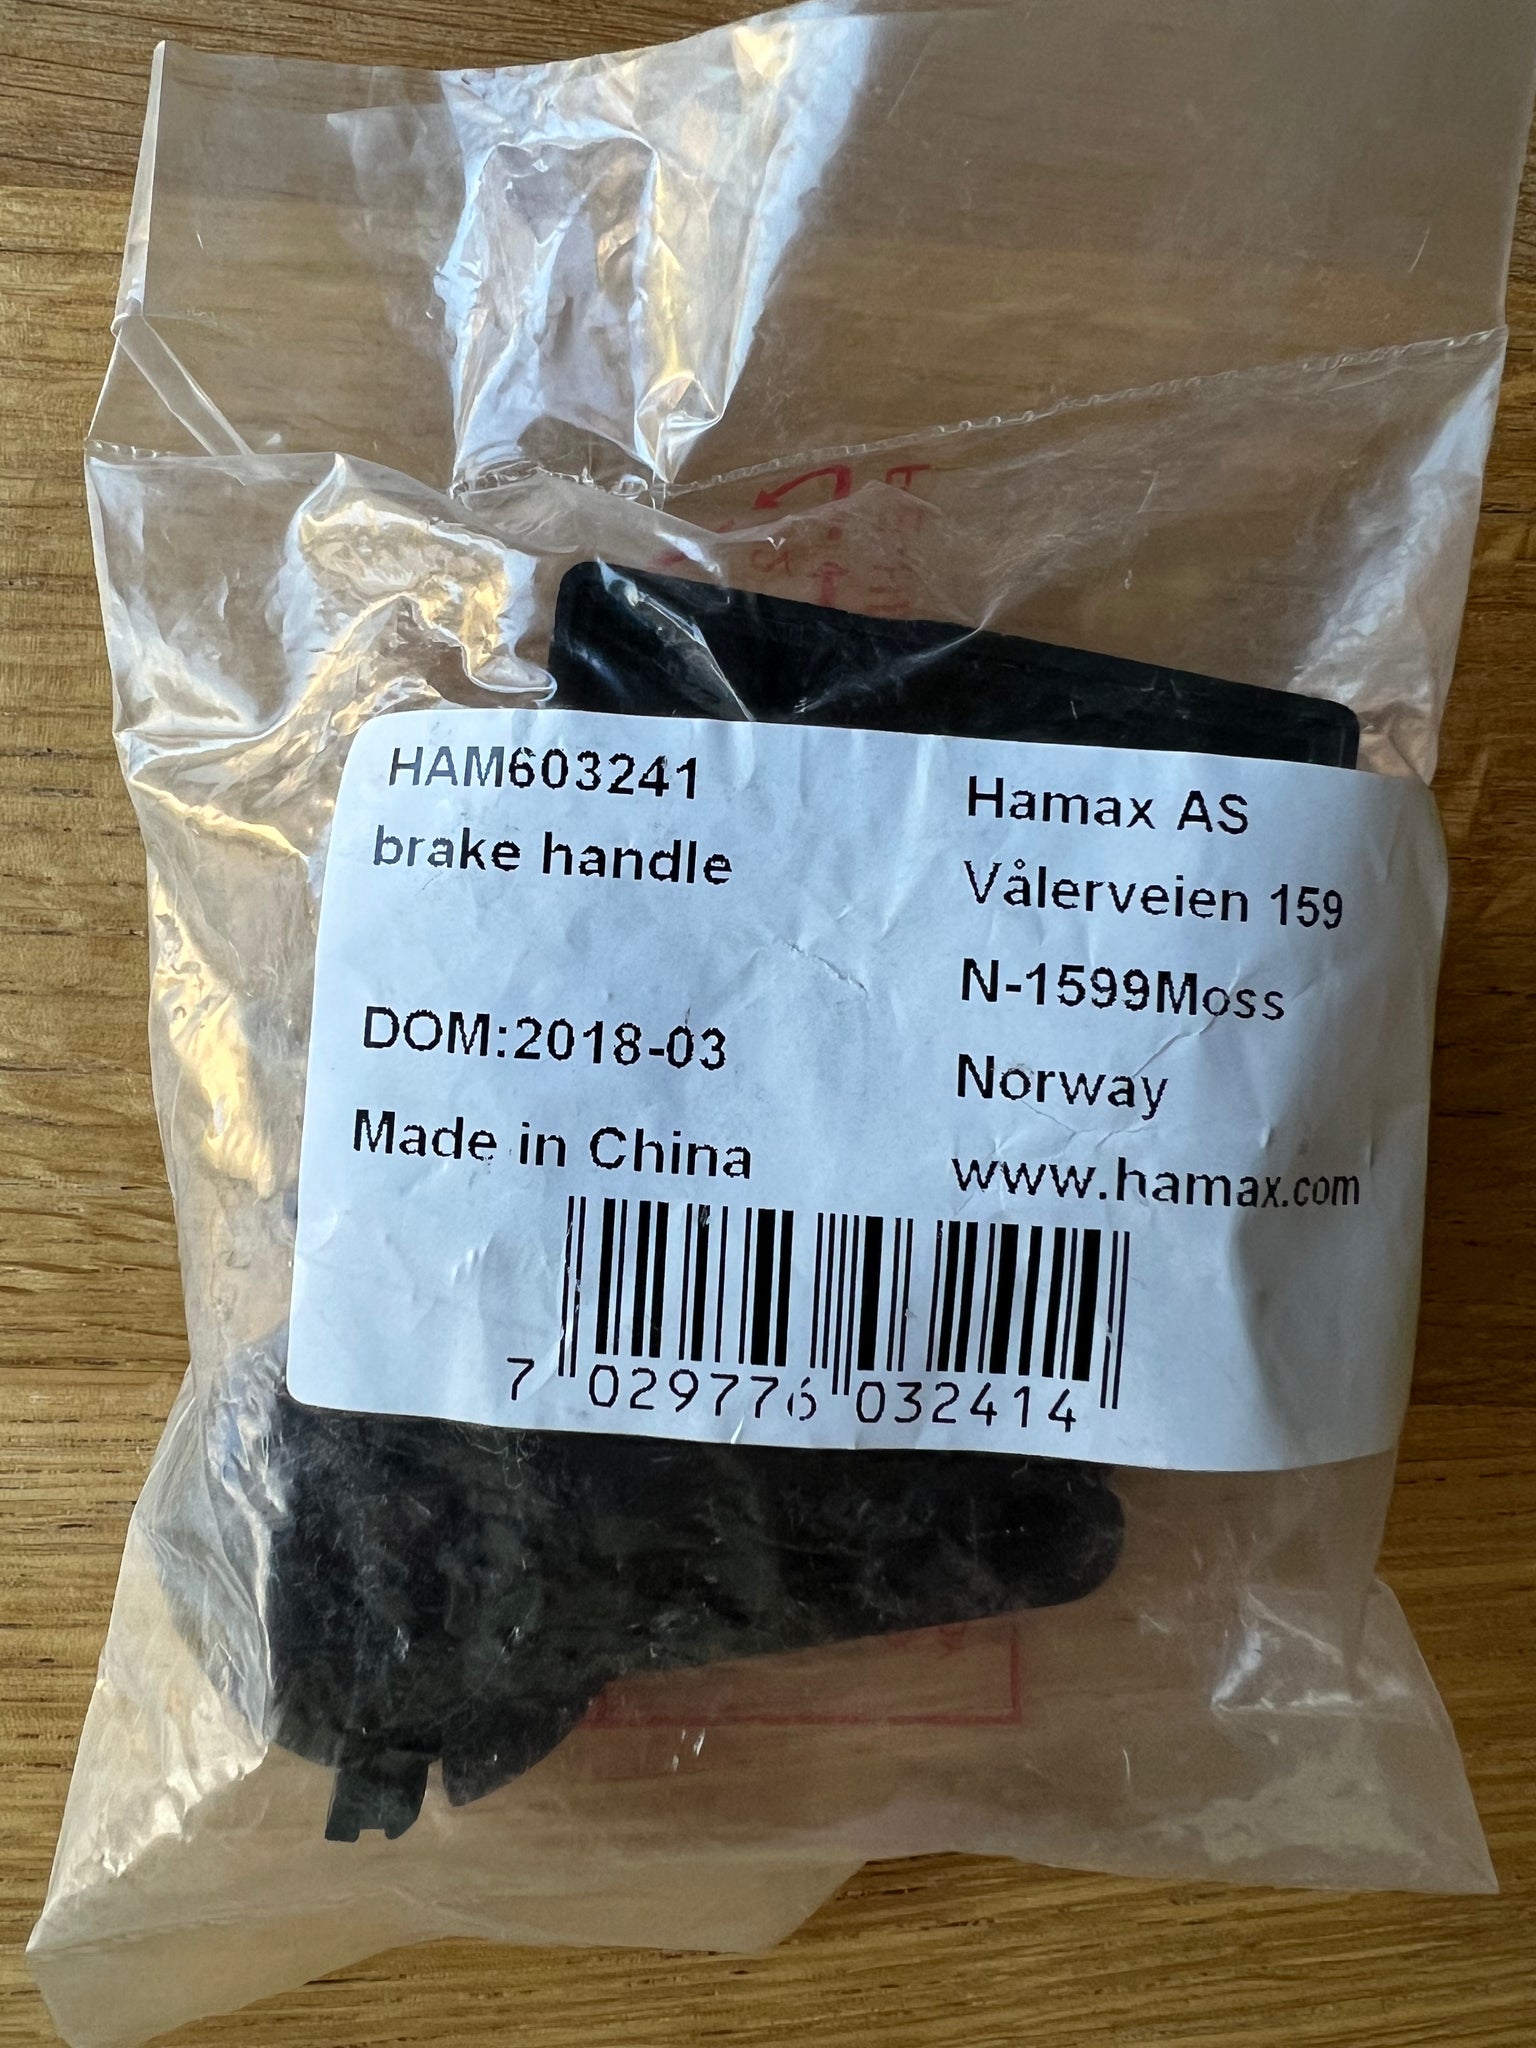 HAM603241
brake handle
DOM:2018-03
Made in China
Hamax AS
Vålerveien 159
N-1599Moss
Norway
www.hamax.com
7 029776 032414